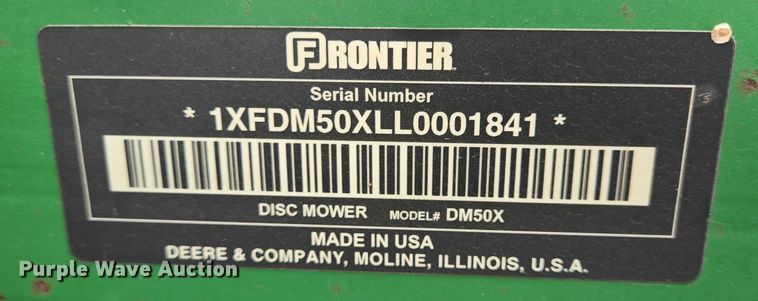 FRONTIER
Serial Number
* 1XFDM50XLL0001841 *
DISC MOWER MODEL# DM50X
MADE IN USA
DEERE & COMPANY, MOLINE, ILLINOIS, U.S.A.
Purple Wave Auction